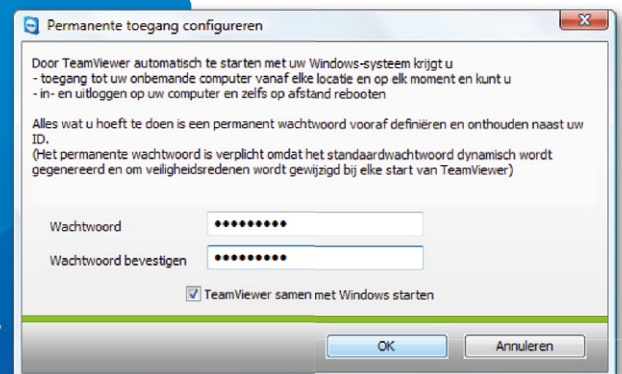 Permanente toegang configureren
Door TeamViewer automatisch te starten met uw Windows-systeem krijgt u
- toegang tot uw onbemande computer vanaf elke locatie en op elk moment en kunt u
- in- en uitloggen op uw computer en zelfs op afstand rebooten
Alles wat u hoeft te doen is een permanent wachtwoord vooraf definiëren en onthouden naast uw
ID.
(Het permanente wachtwoord is verplicht omdat het standaardwachtwoord dynamisch wordt
gegenereerd en om veiligheidsredenen wordt gewijzigd bij elke start van TeamViewer)
Wachtwoord
Wachtwoord bevestigen
TeamViewer samen met Windows starten
OK Annuleren